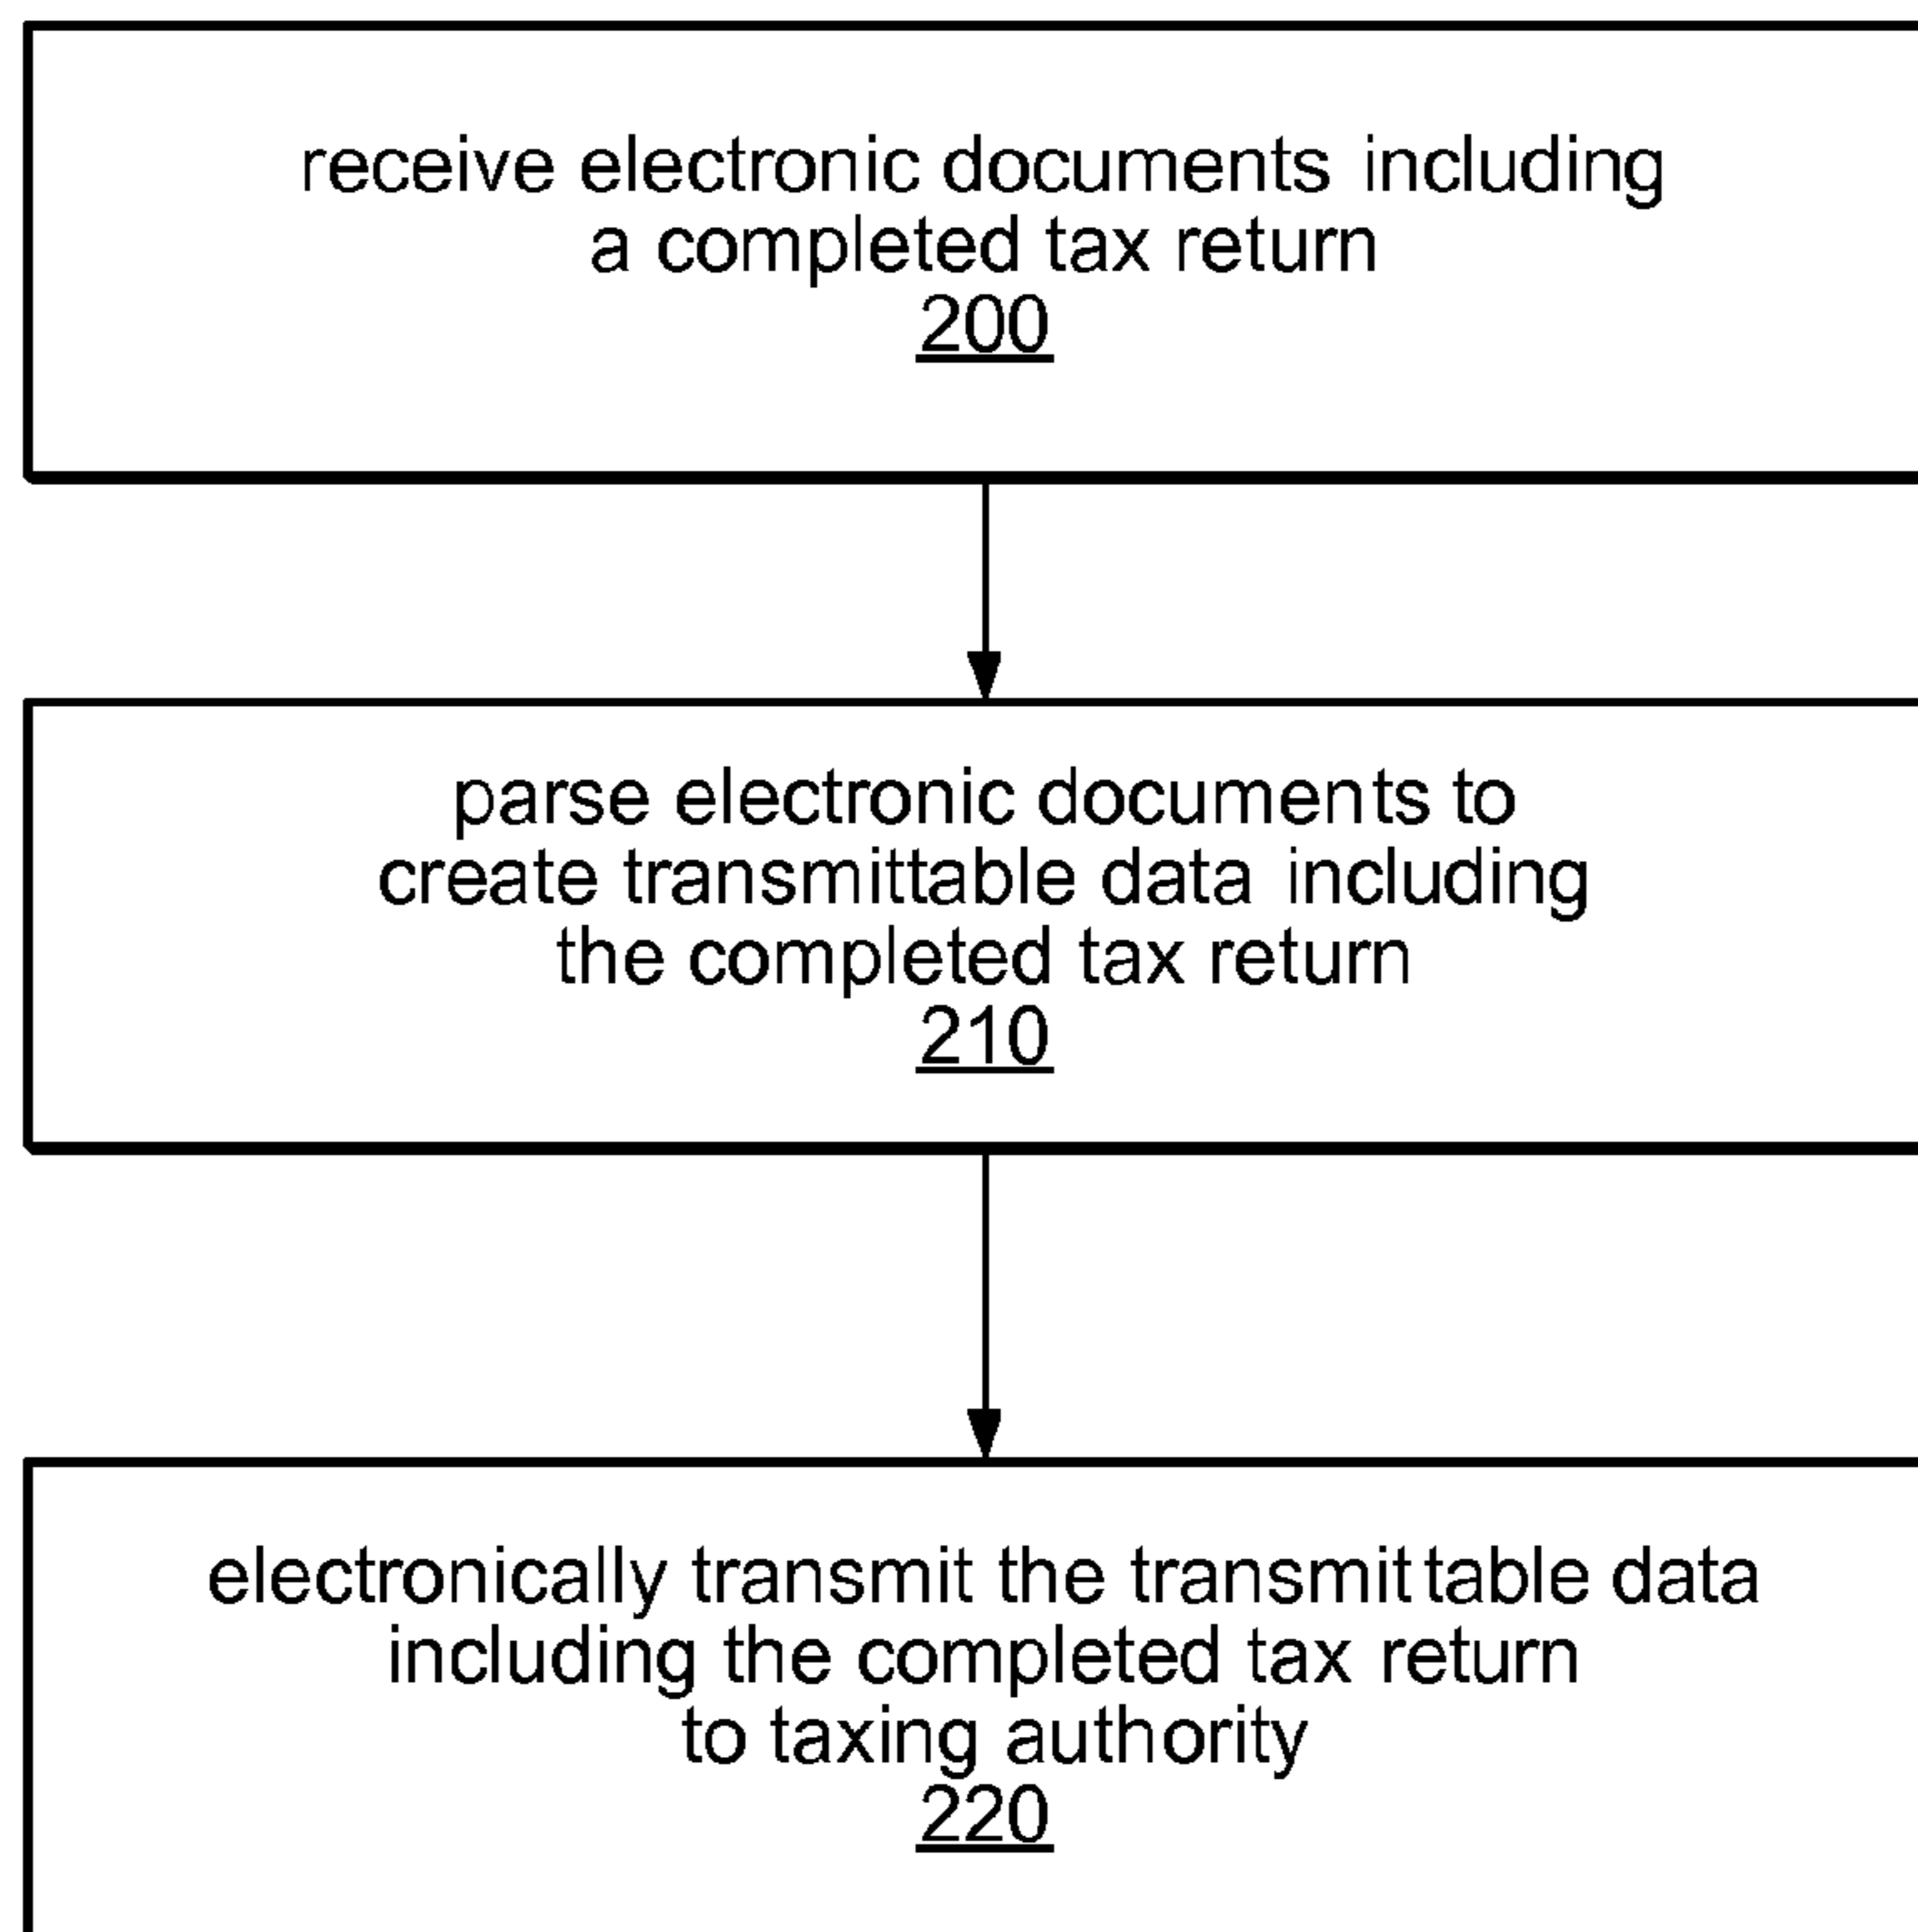 receive electronic documents including
a completed tax return
200
parse electronic documents to
create transmittable data including
the completed tax return
210
electronically transmit the transmittable data
including the completed tax return
to taxing authority
220